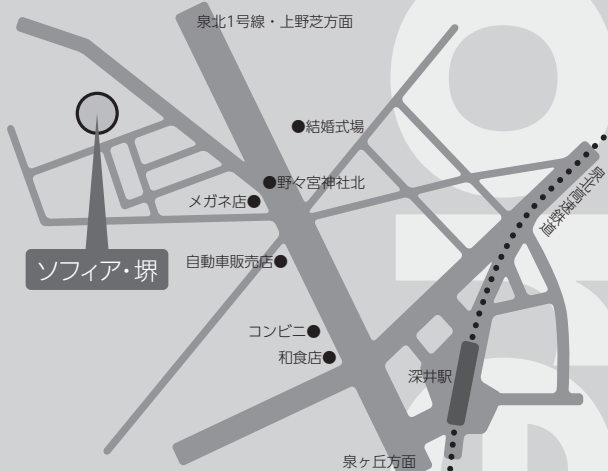 泉北1号線・上野芝方面
●結婚式場
●野々宮神社北
メガネ店●
泉北高速鉄道
ソフィア・堺
自動車販売店●
コンビニ●
和食店●
深井駅
泉ヶ丘方面